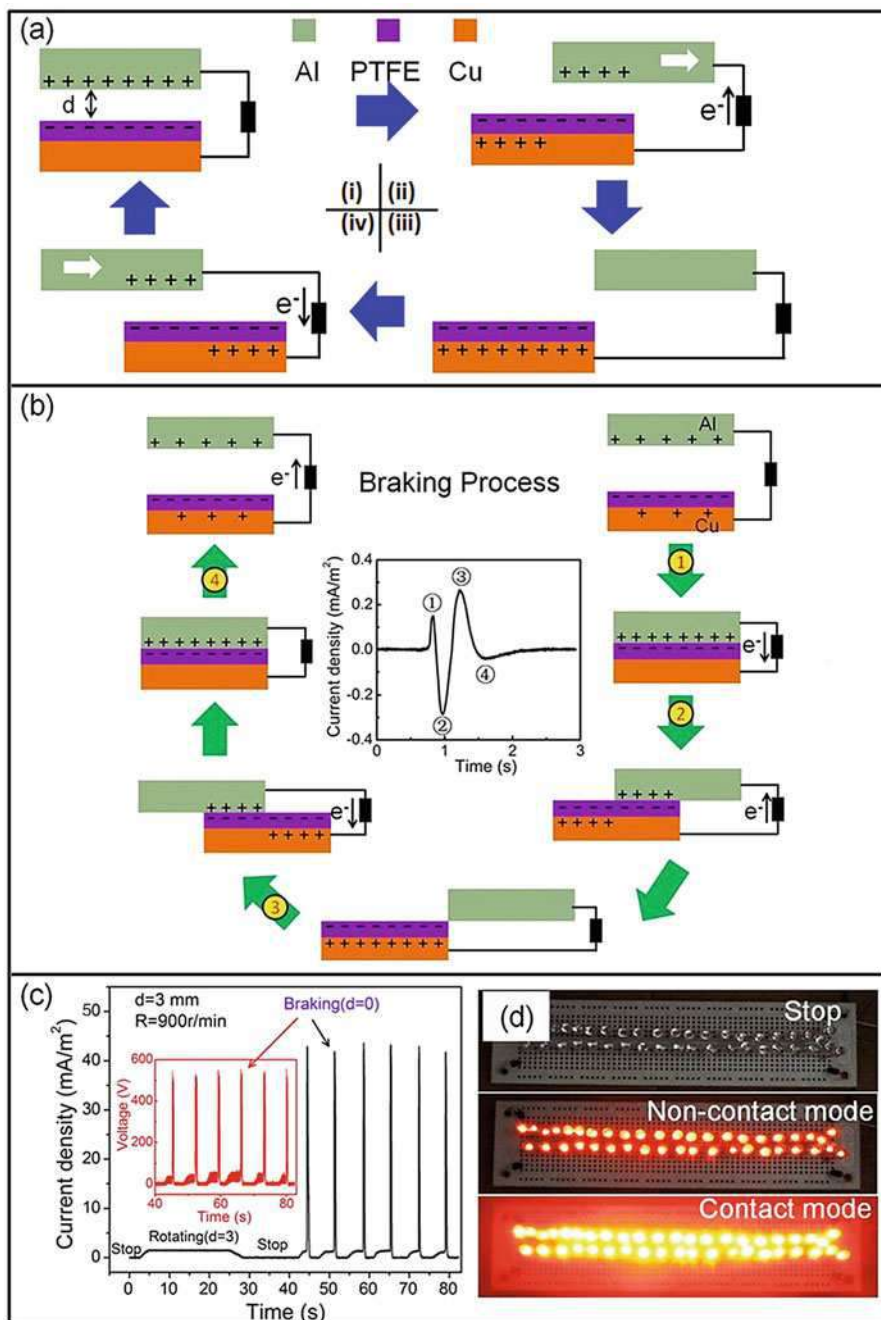 (a)
Al PTFE Cu
+ + + + + + + +
d
- - - - - - - -
+ + + +
e-
- - - - - - - -
+ + + +
(i) (ii)
(iv) (iii)
+ + + +
e-
- - - - - - - -
+ + + +
- - - - - - - -
+ + + + + + + +
(b)
Braking Process
+ + + + +
e-
- - - - - - - -
+ + +
Al
+ + + + +
- - - - - - - -
+ + +
Cu
4
1
+ + + + + + + +
- - - - - - - -
+ + + + + + + +
- - - - - - - -
e-
2
Current density (mA/m²)
0.4
0.2
0.0
-0.2
-0.4
① ② ③ ④
0 1 2 3
Time (s)
+ + + +
- - - - - - - -
+ + + +
e-
+ + + +
- - - - - - - -
+ + + +
e-
3
- - - - - - - -
+ + + + + + + +
(c)
d=3 mm
R=900r/min
Braking(d=0)
Current density (mA/m²)
50
40
30
20
10
0
Voltage (V)
600
400
200
0
40 50 60 70 80
Time (s)
Stop
Rotating(d=3)
Stop
0 10 20 30 40 50 60 70 80
Time (s)
(d)
Stop
Non-contact mode
Contact mode